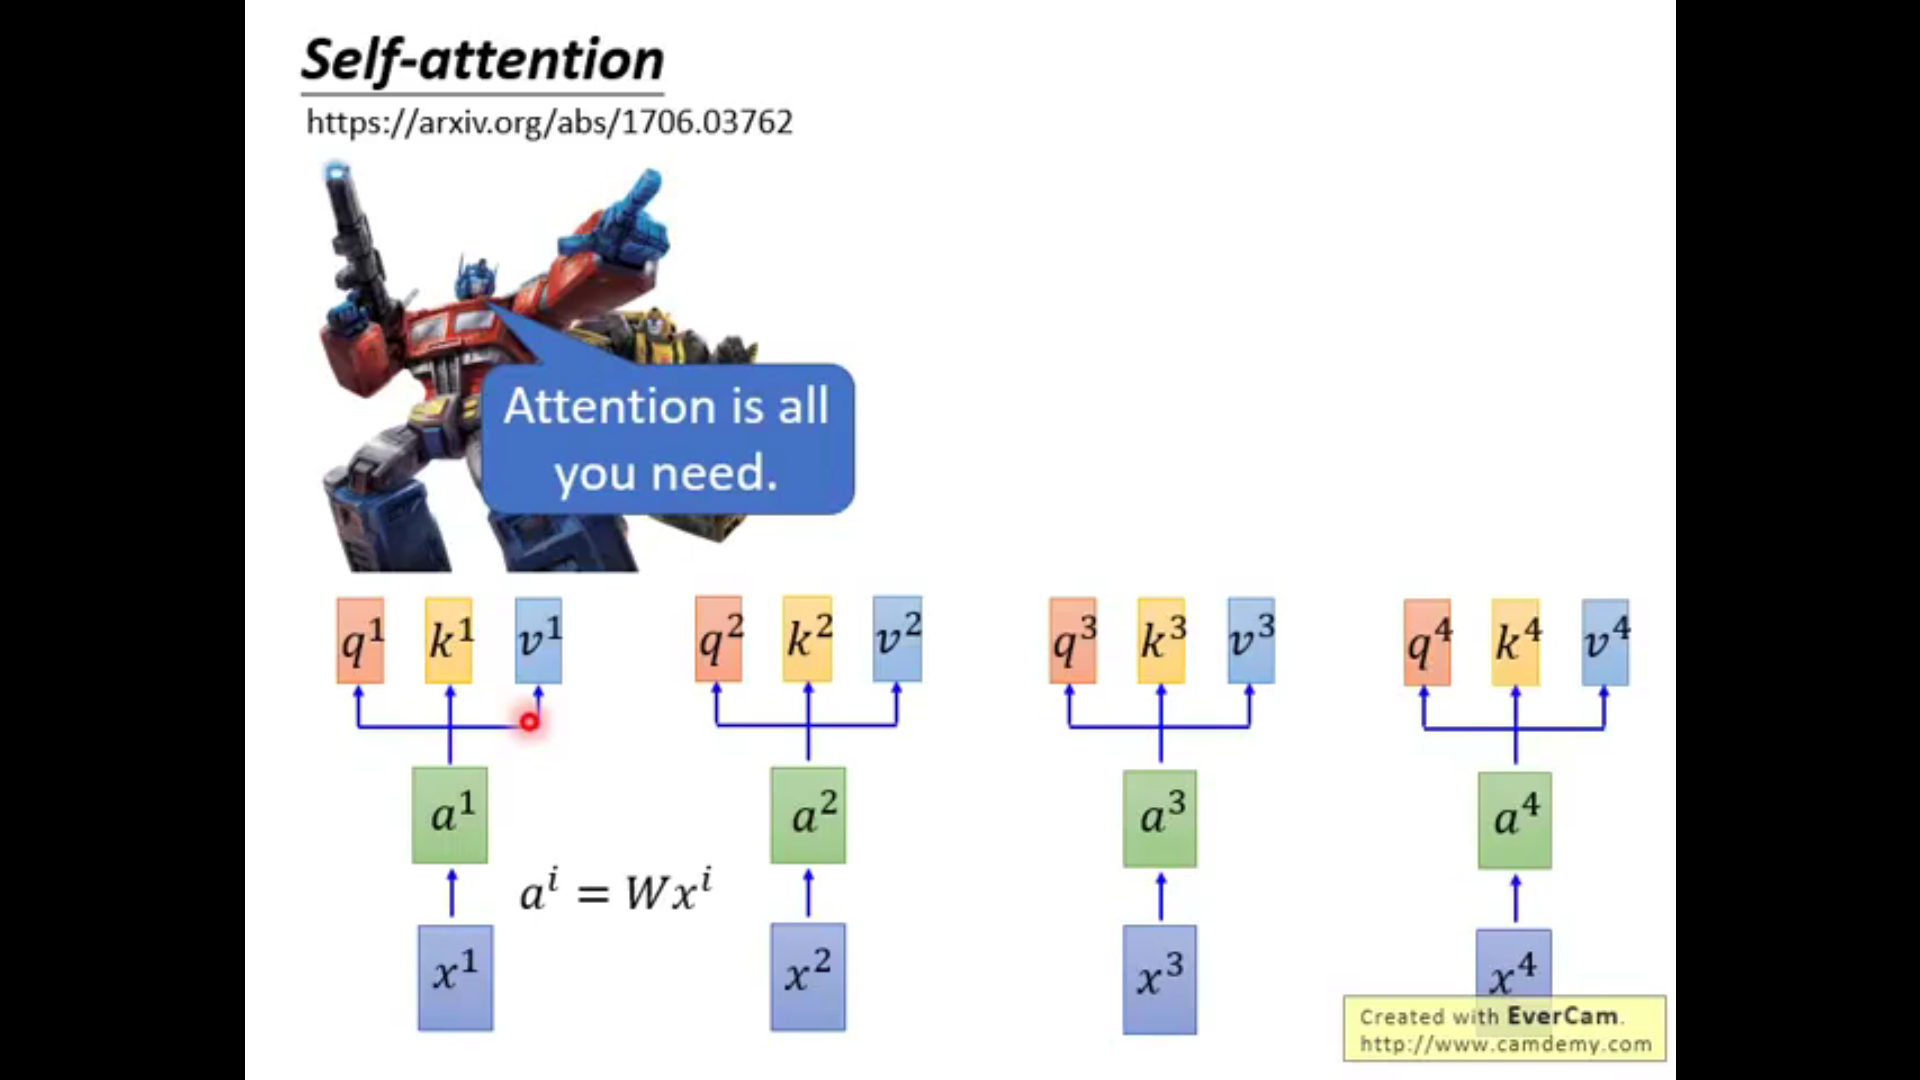 Self-attention
https://arxiv.org/abs/1706.03762
Attention is all
you need.
q¹ k¹ v¹ q² k² v² q³ k³ v³ q⁴ k⁴ v⁴
a¹ a² a³ a⁴
aⁱ = Wxⁱ
x¹ x² x³ x⁴
Created with EverCam.
http://www.camdemy.com